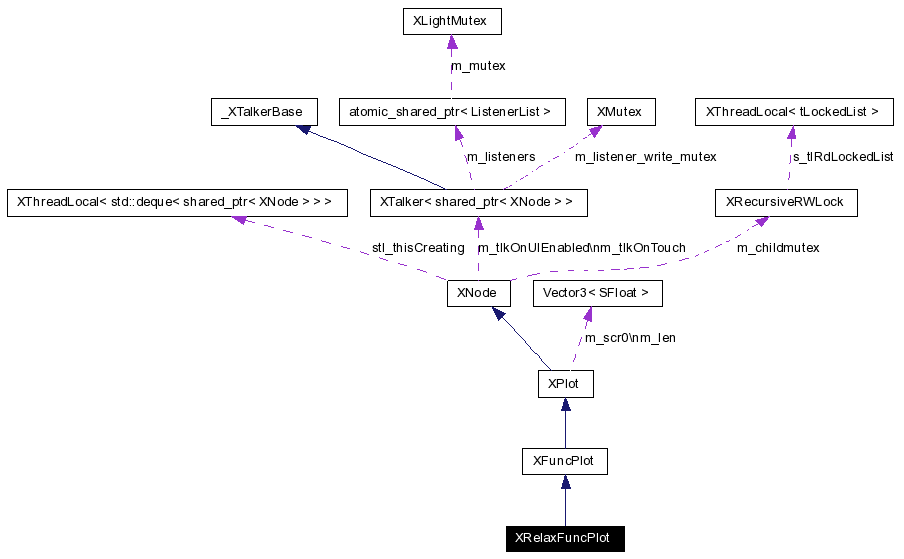 XLightMutex
m_mutex
_XTalkerBase
atomic_shared_ptr< ListenerList >
XMutex
XThreadLocal< tLockedList >
m_listeners
m_listener_write_mutex
s_tlRdLockedList
XThreadLocal< std::deque< shared_ptr< XNode > > >
XTalker< shared_ptr< XNode > >
XRecursiveRWLock
stl_thisCreating
m_tlkOnUIEnabled\nm_tlkOnTouch
m_childmutex
XNode
Vector3< SFloat >
m_scr0\nm_len
XPlot
XFuncPlot
XRelaxFuncPlot